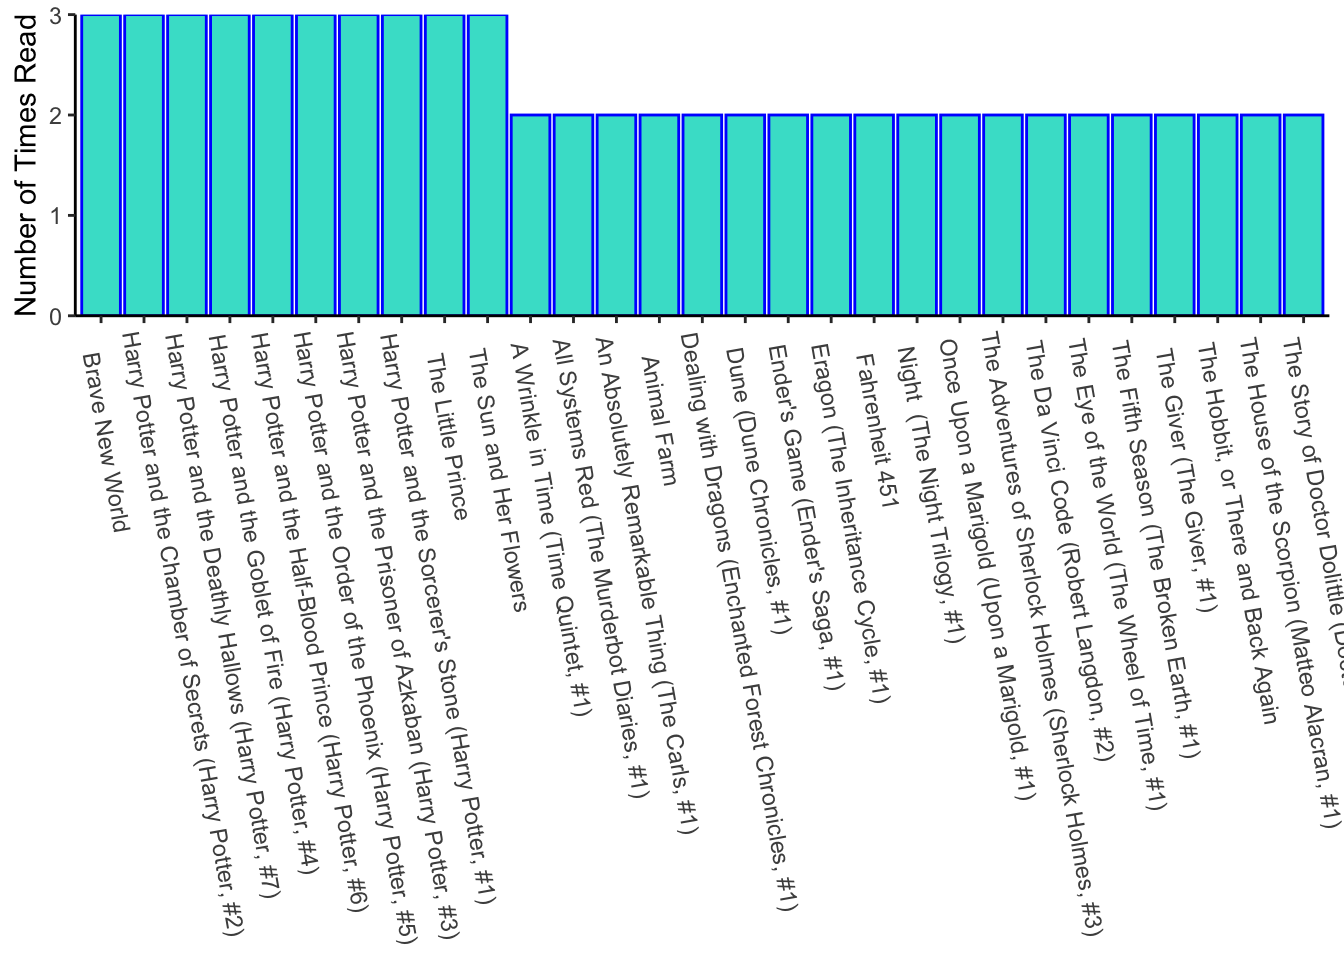 Number of Times Read
3
2
1
0
Brave New World
Harry Potter and the Chamber of Secrets (Harry Potter, #2)
Harry Potter and the Deathly Hallows (Harry Potter, #7)
Harry Potter and the Goblet of Fire (Harry Potter, #4)
Harry Potter and the Half-Blood Prince (Harry Potter, #6)
Harry Potter and the Order of the Phoenix (Harry Potter, #5)
Harry Potter and the Prisoner of Azkaban (Harry Potter, #3)
Harry Potter and the Sorcerer's Stone (Harry Potter, #1)
The Little Prince
The Sun and Her Flowers
A Wrinkle in Time (Time Quintet, #1)
All Systems Red (The Murderbot Diaries, #1)
An Absolutely Remarkable Thing (The Carls, #1)
Animal Farm
Dealing with Dragons (Enchanted Forest Chronicles, #1)
Dune (Dune Chronicles, #1)
Ender's Game (Ender's Saga, #1)
Eragon (The Inheritance Cycle, #1)
Fahrenheit 451
Night (The Night Trilogy, #1)
Once Upon a Marigold (Upon a Marigold, #1)
The Adventures of Sherlock Holmes (Sherlock Holmes, #3)
The Da Vinci Code (Robert Langdon, #2)
The Eye of the World (The Wheel of Time, #1)
The Fifth Season (The Broken Earth, #1)
The Giver (The Giver, #1)
The Hobbit, or There and Back Again
The House of the Scorpion (Matteo Alacran, #1)
The Story of Doctor Dolittle